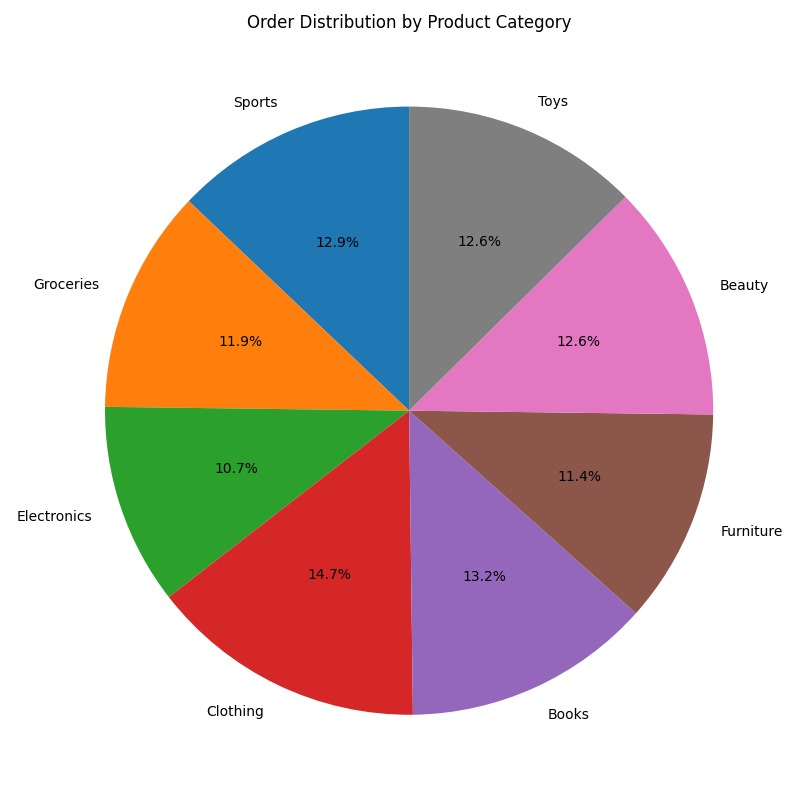 Order Distribution by Product Category
Sports
Toys
12.9%
12.6%
Groceries
Beauty
11.9%
12.6%
10.7%
11.4%
Electronics
Furniture
14.7%
13.2%
Clothing
Books